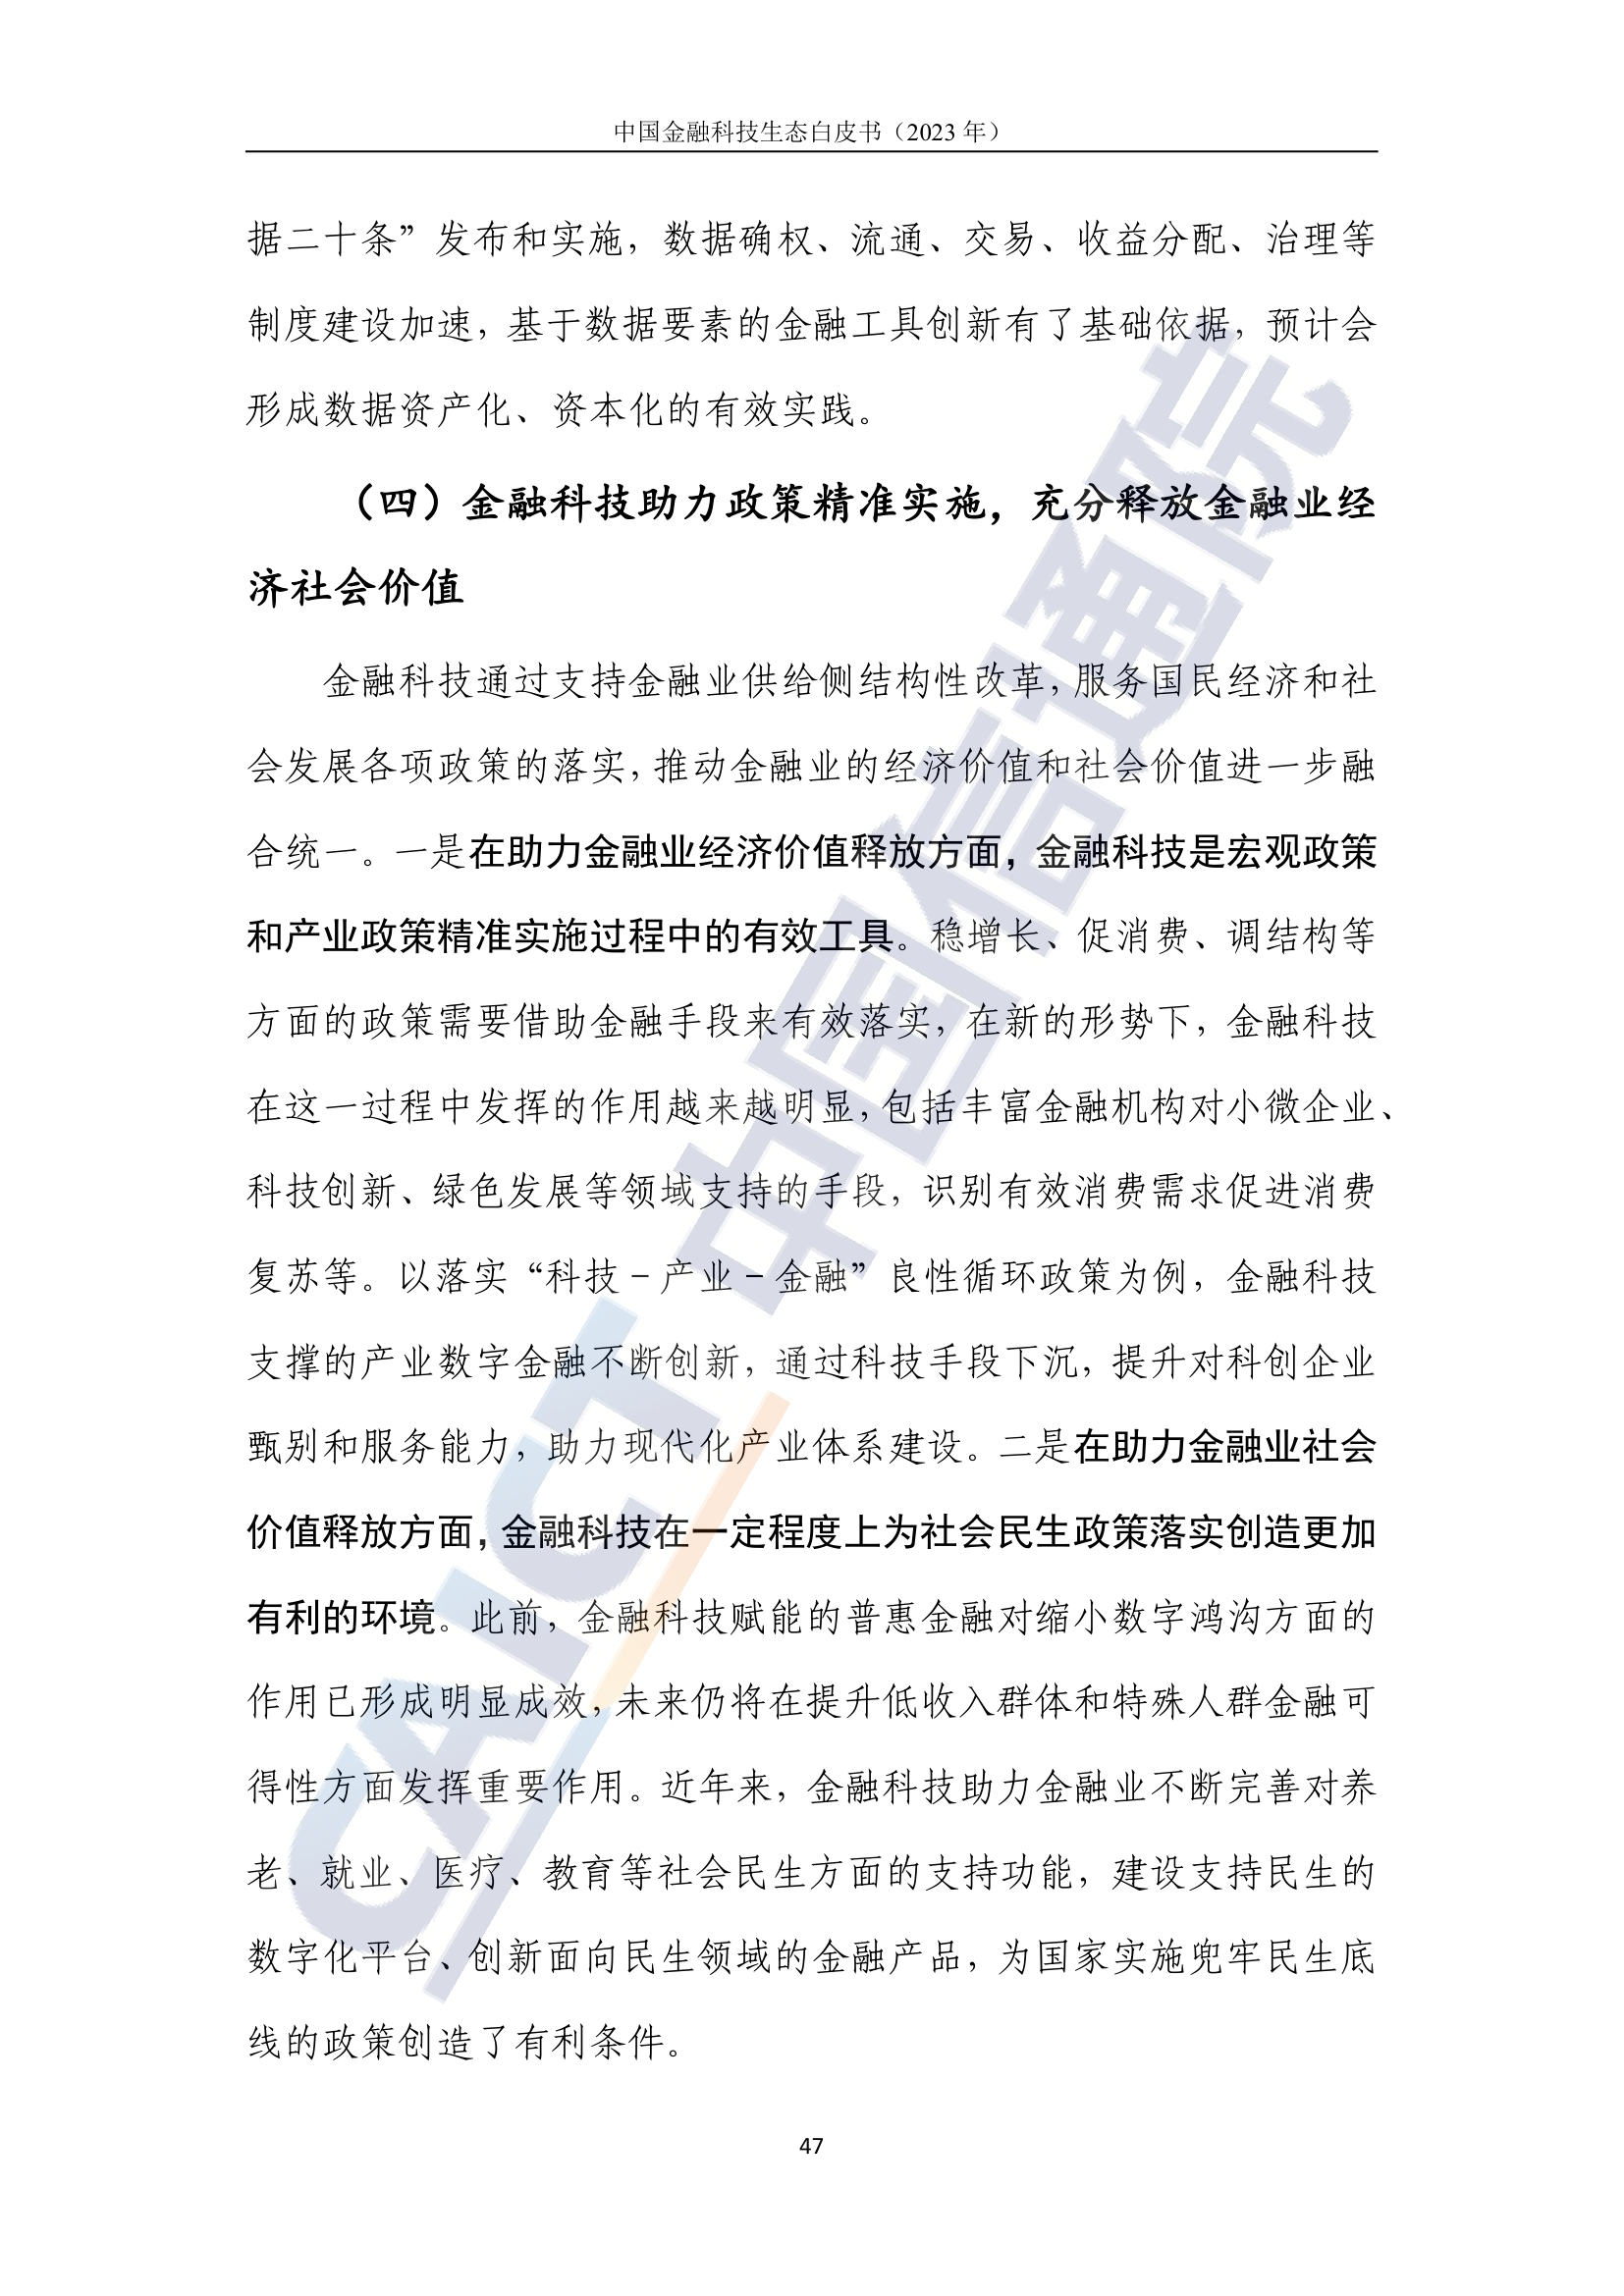 中国金融科技生态白皮书（2023 年）
据二十条”发布和实施，数据确权、流通、交易、收益分配、治理等
制度建设加速，基于数据要素的金融工具创新有了基础依据，预计会
形成数据资产化、资本化的有效实践。
（四）金融科技助力政策精准实施，充分释放金融业经
济社会价值
金融科技通过支持金融业供给侧结构性改革，服务国民经济和社
会发展各项政策的落实，推动金融业的经济价值和社会价值进一步融
合统一。一是在助力金融业经济价值释放方面，金融科技是宏观政策
和产业政策精准实施过程中的有效工具。稳增长、促消费、调结构等
方面的政策需要借助金融手段来有效落实，在新的形势下，金融科技
在这一过程中发挥的作用越来越明显，包括丰富金融机构对小微企业、
科技创新、绿色发展等领域支持的手段，识别有效消费需求促进消费
复苏等。以落实“科技－产业－金融”良性循环政策为例，金融科技
支撑的产业数字金融不断创新，通过科技手段下沉，提升对科创企业
甄别和服务能力，助力现代化产业体系建设。二是在助力金融业社会
价值释放方面，金融科技在一定程度上为社会民生政策落实创造更加
有利的环境。此前，金融科技赋能的普惠金融对缩小数字鸿沟方面的
作用已形成明显成效，未来仍将在提升低收入群体和特殊人群金融可
得性方面发挥重要作用。近年来，金融科技助力金融业不断完善对养
老、就业、医疗、教育等社会民生方面的支持功能，建设支持民生的
数字化平台、创新面向民生领域的金融产品，为国家实施兜牢民生底
线的政策创造了有利条件。
47
CAICT 中国信通院